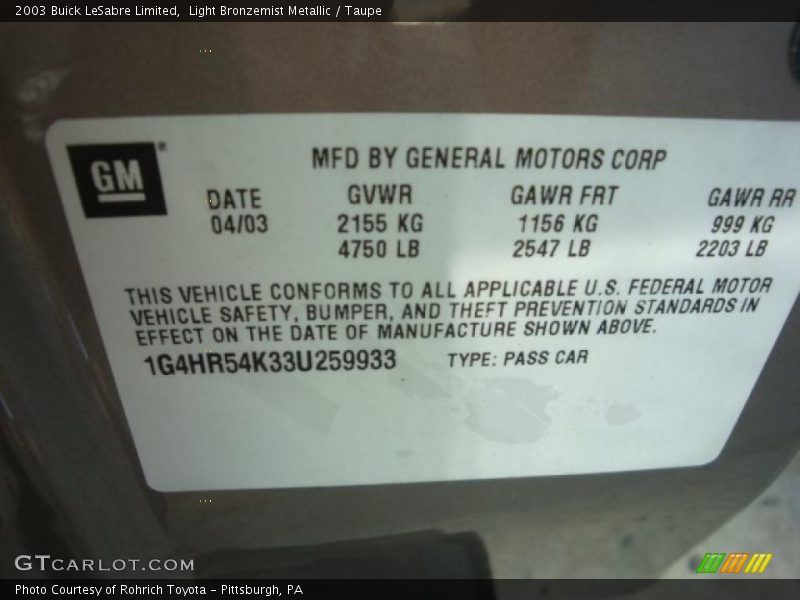 2003 Buick LeSabre Limited,  Light Bronzemist Metallic / Taupe
GM®
MFD BY GENERAL MOTORS CORP
DATE GVWR GAWR FRT GAWR RR
04/03 2155 KG 1156 KG 999 KG
4750 LB 2547 LB 2203 LB
THIS VEHICLE CONFORMS TO ALL APPLICABLE U.S. FEDERAL MOTOR
VEHICLE SAFETY, BUMPER, AND THEFT PREVENTION STANDARDS IN
EFFECT ON THE DATE OF MANUFACTURE SHOWN ABOVE.
1G4HR54K33U259933 TYPE: PASS CAR
GTCARLOT.COM
Photo Courtesy of Rohrich Toyota – Pittsburgh, PA